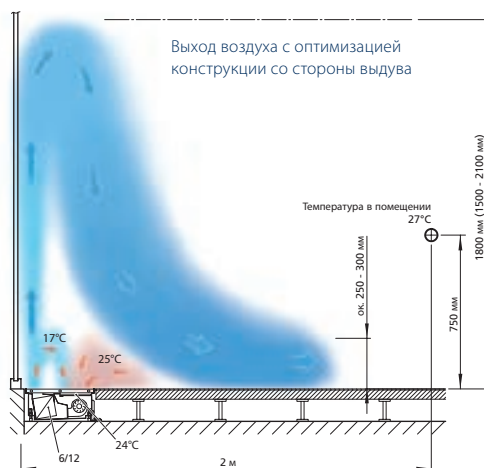 Выход воздуха с оптимизацией
конструкции со стороны выдува
Температура в помещении
27°C
1800 мм (1500 - 2100 мм)
ок. 250 - 300 мм
750 мм
17°C
25°C
24°C
6/12
2 м